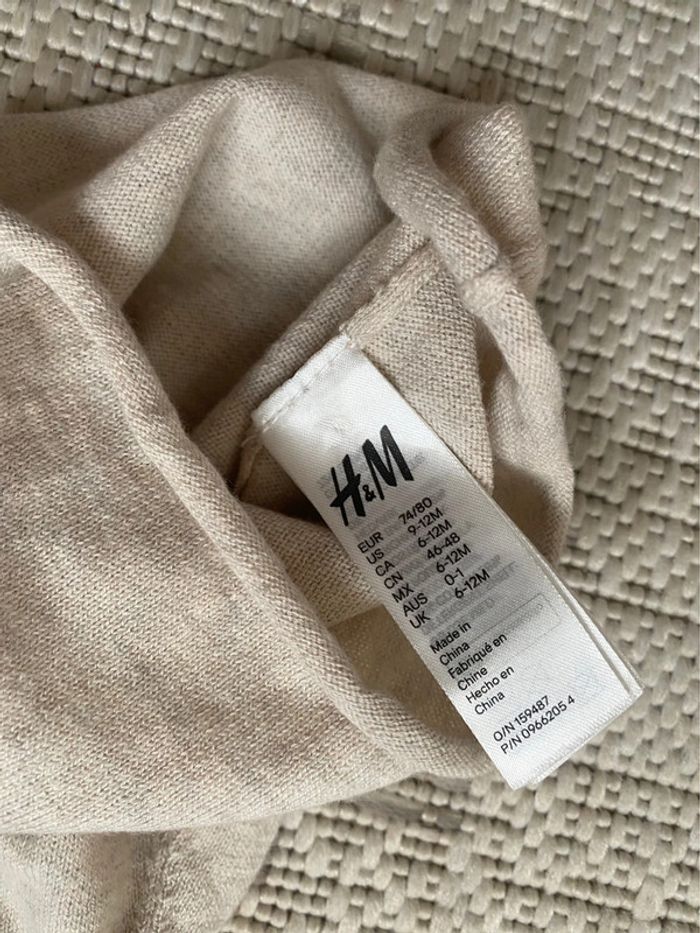 H&M
EUR 74/80
US 9-12M
CA 6-12M
CN 46-48
MX 6-12M
AUS 0-1
UK 6-12M
Made in
China
Fabriqué en
Chine
Hecho en
China
O/N 159487
P/N 0966205 4